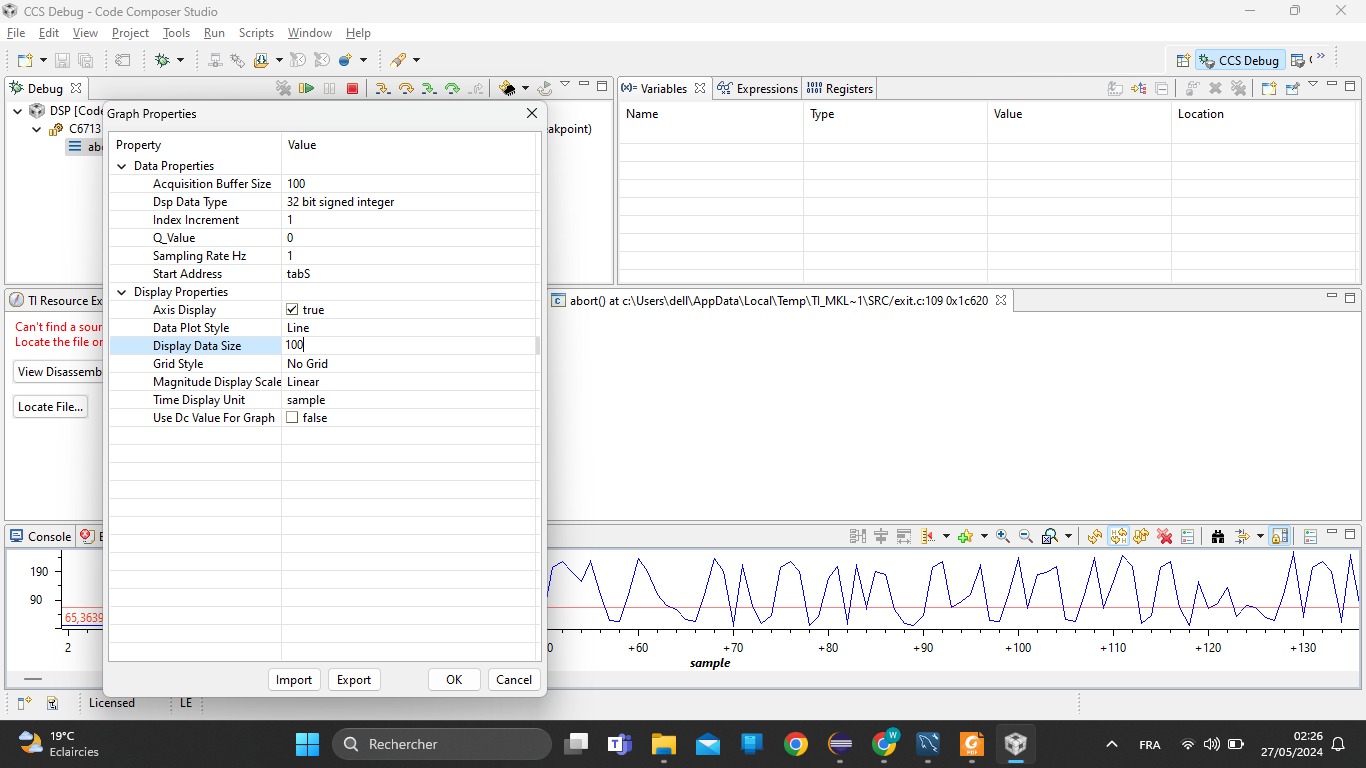 CCS Debug - Code Composer Studio
File Edit View Project Tools Run Scripts Window Help
CCS Debug
Debug
DSP [Code
C6713
abo
akpoint)
(x)= Variables
Expressions
Registers
Name Type Value Location
Graph Properties
Property Value
Data Properties
Acquisition Buffer Size 100
Dsp Data Type 32 bit signed integer
Index Increment 1
Q_Value 0
Sampling Rate Hz 1
Start Address tabS
Display Properties
Axis Display true
Data Plot Style Line
Display Data Size 100
Grid Style No Grid
Magnitude Display Scale Linear
Time Display Unit sample
Use Dc Value For Graph false
Import Export OK Cancel
TI Resource Ex
Can't find a sour
Locate the file or
View Disassemb
Locate File...
abort() at c:\Users\dell\AppData\Local\Temp\TI_MKL~1\SRC/exit.c:109 0x1c620
Console
190
90
65,3639
2 0 +60 +70 +80 +90 +100 +110 +120 +130
sample
Licensed LE
19°C
Eclaircies
Rechercher
FRA
02:26
27/05/2024